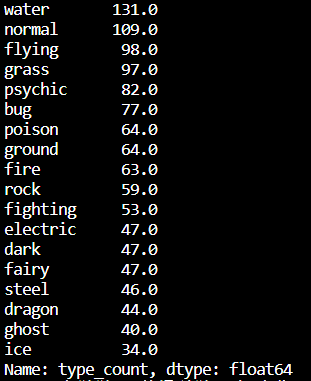 water 131.0
normal 109.0
flying 98.0
grass 97.0
psychic 82.0
bug 77.0
poison 64.0
ground 64.0
fire 63.0
rock 59.0
fighting 53.0
electric 47.0
dark 47.0
fairy 47.0
steel 46.0
dragon 44.0
ghost 40.0
ice 34.0
Name: type_count, dtype: float64